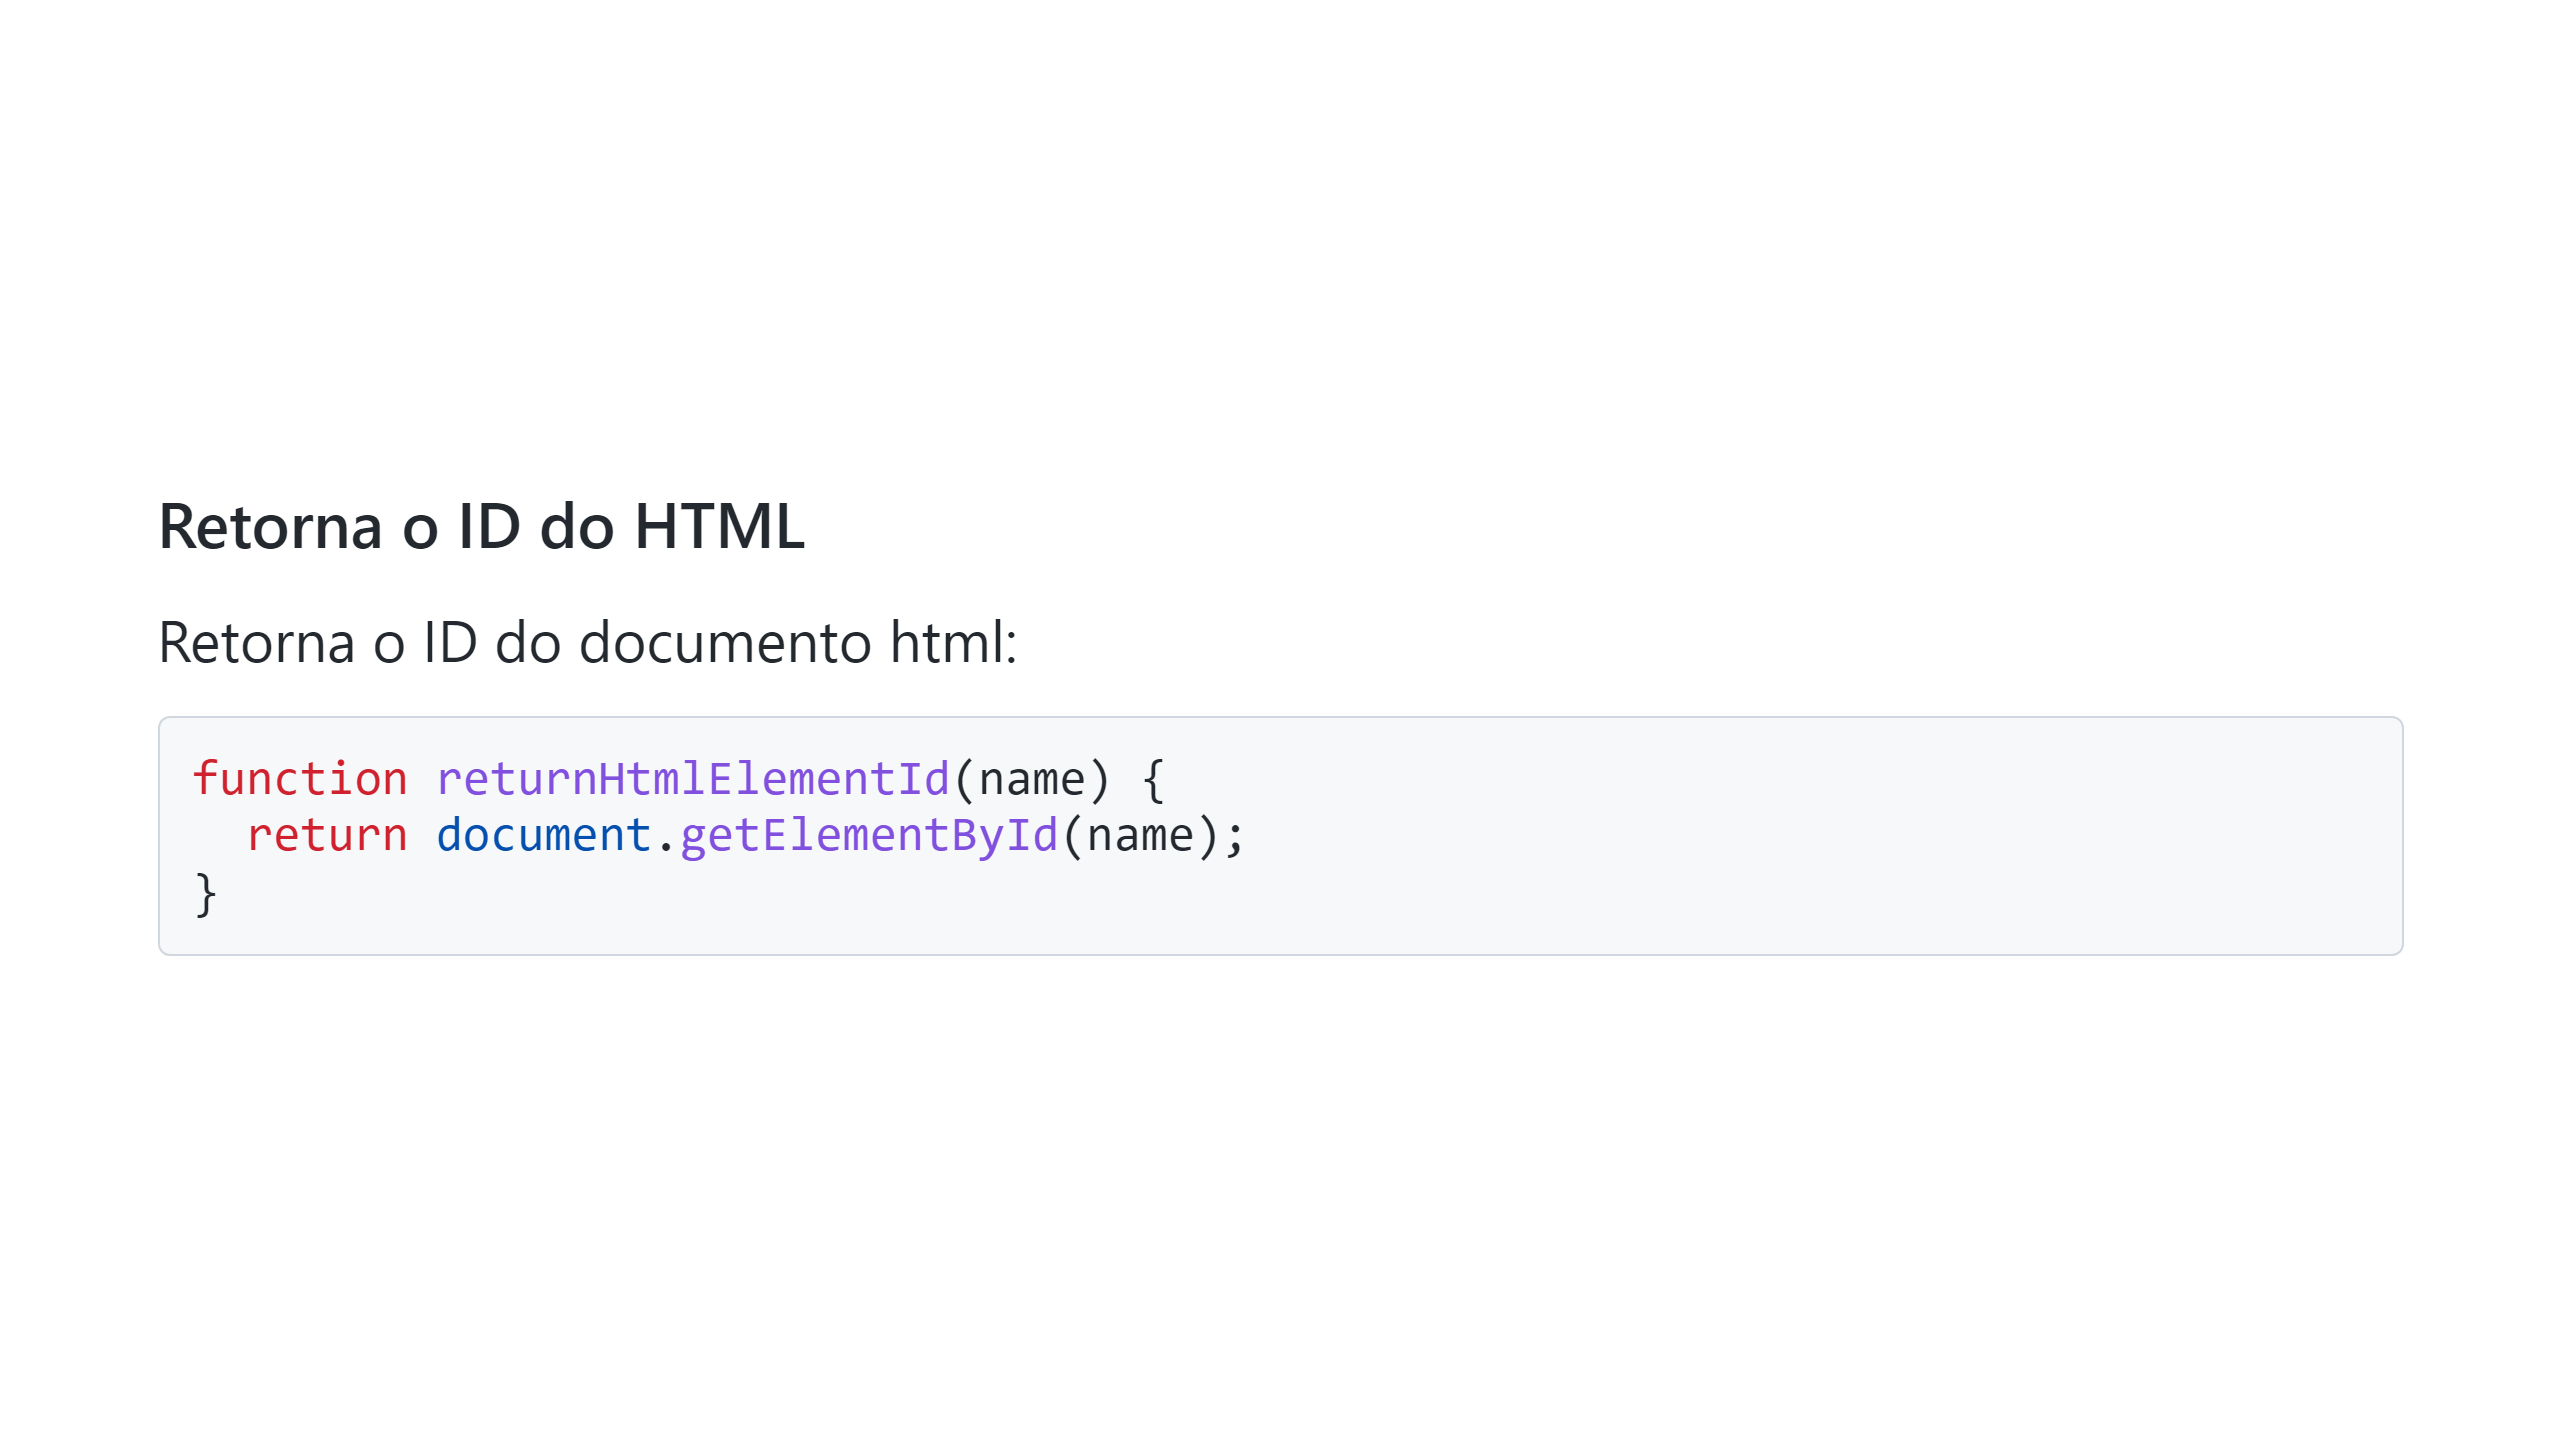 Retorna o ID do HTML
Retorna o ID do documento html:
function returnHtmlElementId(name) {
  return document.getElementById(name);
}